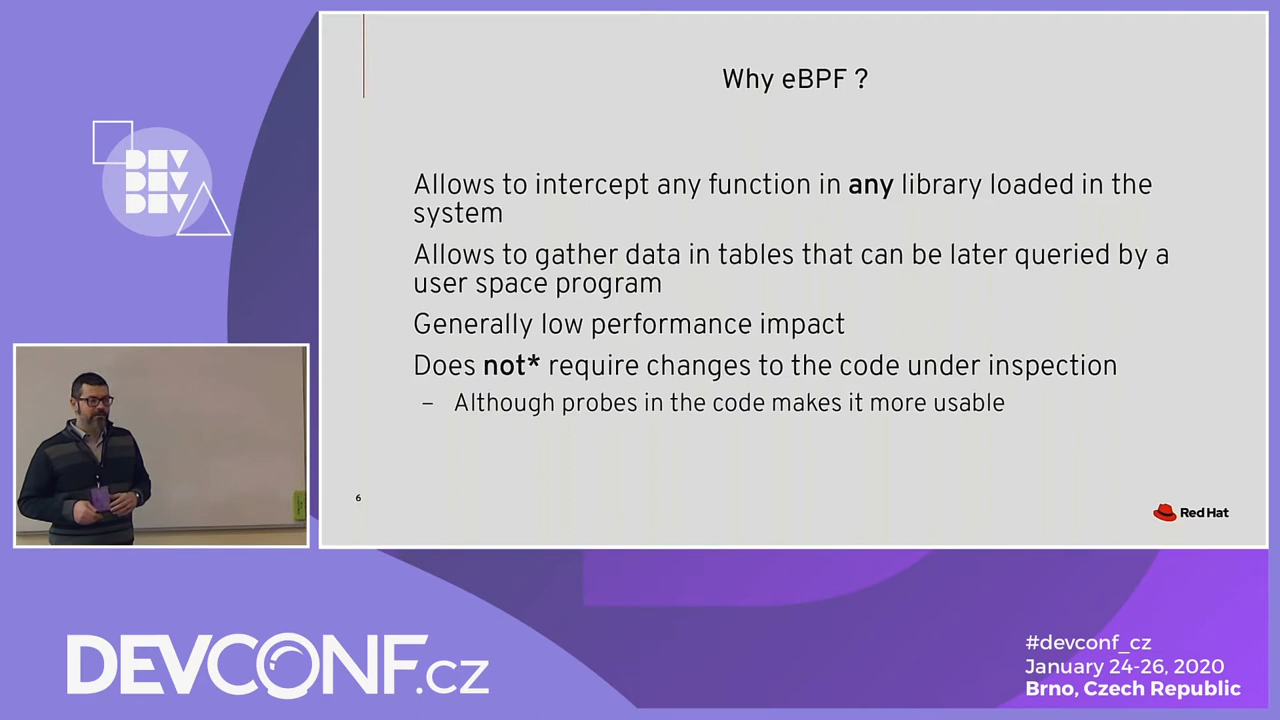 DEV
DEV
DEV
Why eBPF ?
Allows to intercept any function in any library loaded in the
system
Allows to gather data in tables that can be later queried by a
user space program
Generally low performance impact
Does not* require changes to the code under inspection
– Although probes in the code makes it more usable
6
Red Hat
DEVCONF.cz
#devconf_cz
January 24-26, 2020
Brno, Czech Republic